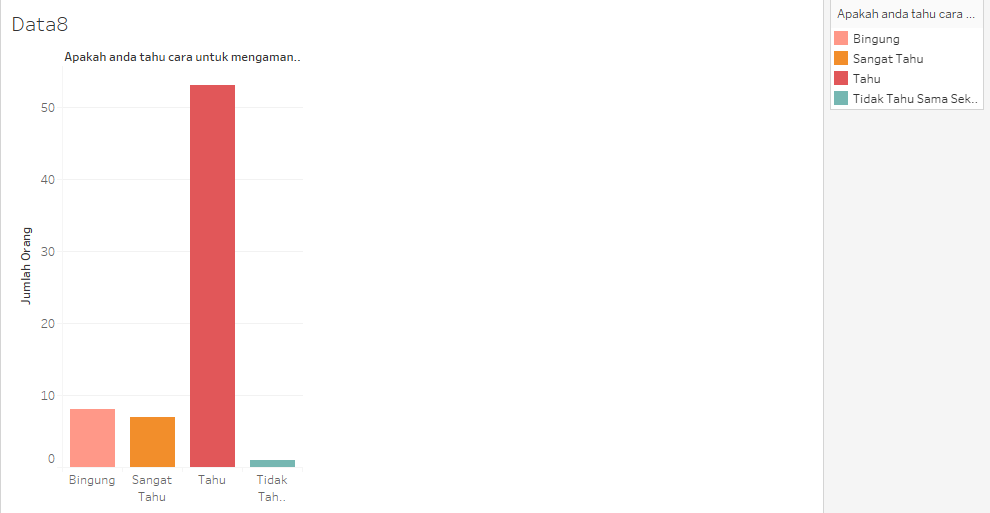 Data8
Apakah anda tahu cara untuk mengaman..
Jumlah Orang
50
40
30
20
10
0
Bingung
Sangat
Tahu
Tahu
Tidak
Tah..
Apakah anda tahu cara ...
Bingung
Sangat Tahu
Tahu
Tidak Tahu Sama Sek..